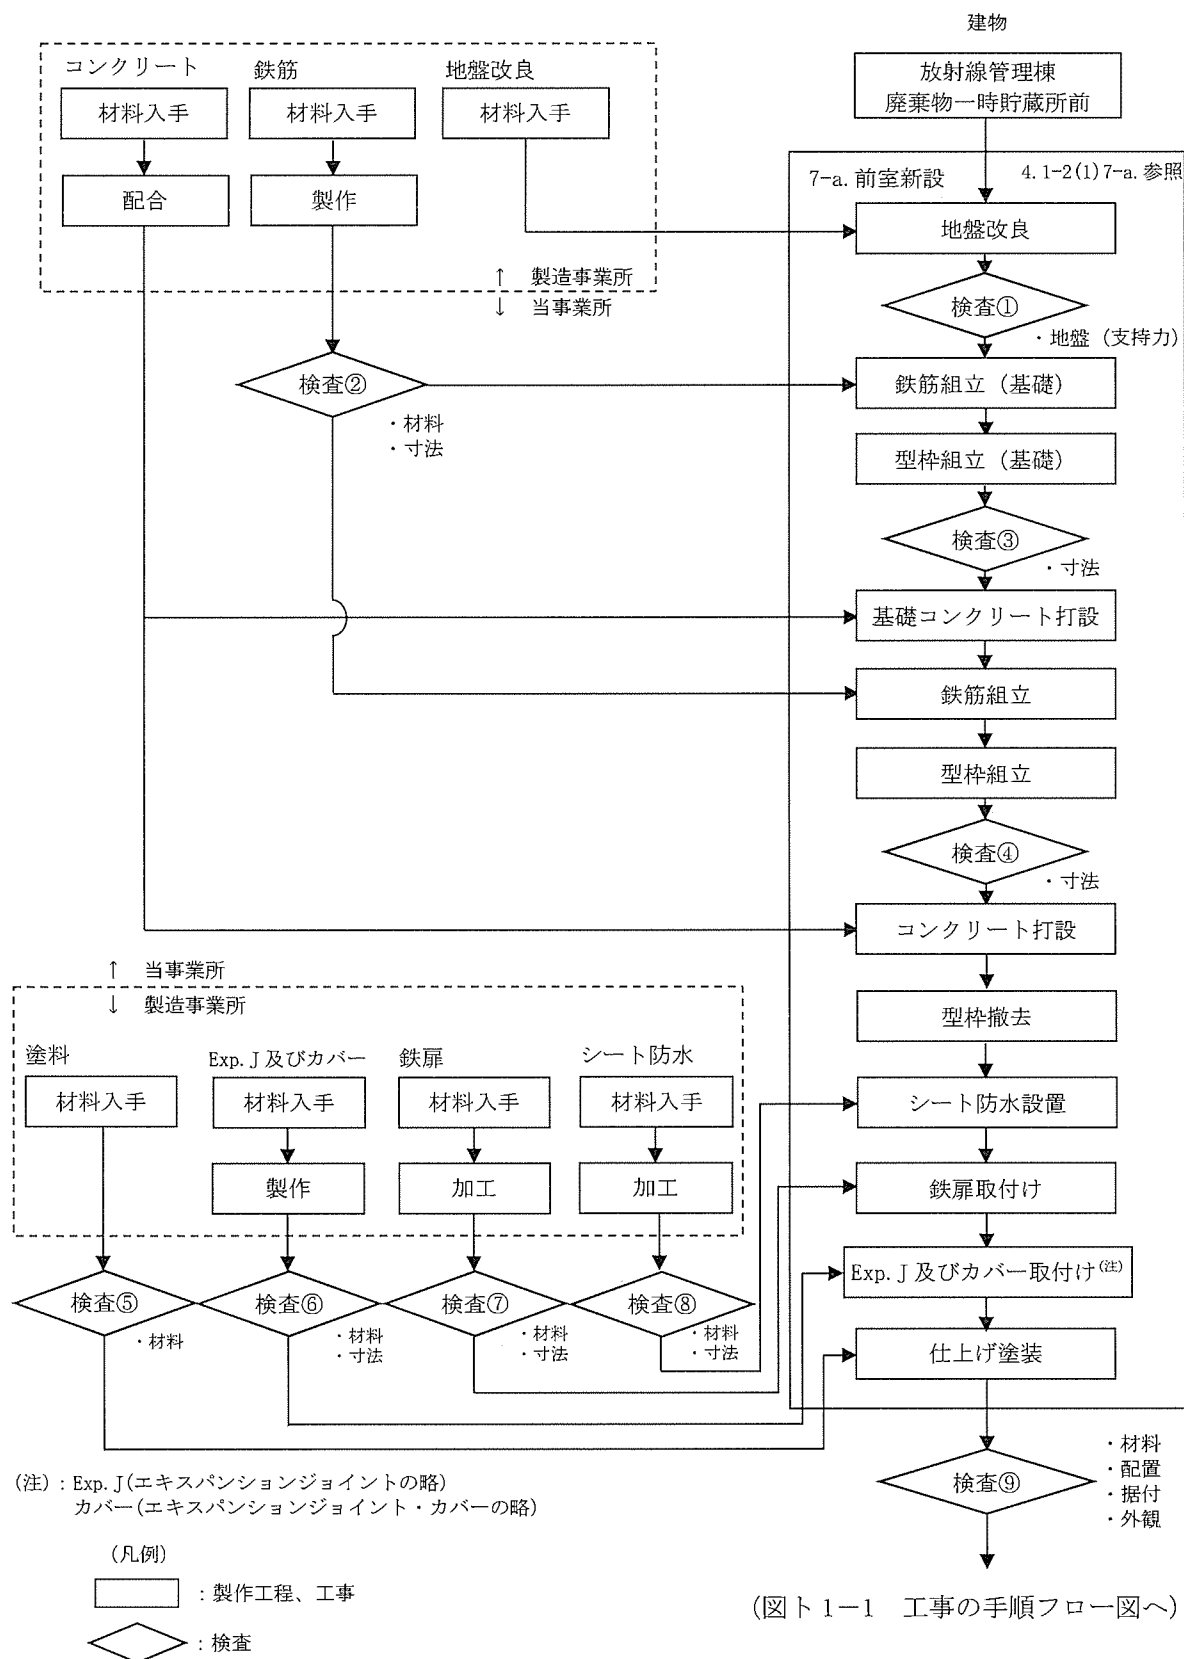 建物
放射線管理棟
廃棄物一時貯蔵所前
コンクリート
鉄筋
地盤改良
材料入手
材料入手
材料入手
配合
製作
↑ 製造事業所
↓ 当事業所
7-a. 前室新設
4.1-2(1)7-a. 参照
地盤改良
検査①
・地盤 (支持力)
検査②
・材料
・寸法
鉄筋組立 (基礎)
型枠組立 (基礎)
検査③
・寸法
基礎コンクリート打設
鉄筋組立
型枠組立
検査④
・寸法
コンクリート打設
型枠撤去
↑ 当事業所
↓ 製造事業所
塗料
Exp.J 及びカバー
鉄扉
シート防水
材料入手
材料入手
材料入手
材料入手
製作
加工
加工
シート防水設置
鉄扉取付け
Exp.J 及びカバー取付け(注)
仕上げ塗装
検査⑤
・材料
検査⑥
・材料
・寸法
検査⑦
・材料
・寸法
検査⑧
・材料
・寸法
検査⑨
・材料
・配置
・据付
・外観
(注) : Exp.J(エキスパンションジョイントの略)
カバー(エキスパンションジョイント・カバーの略)
(凡例)
: 製作工程、工事
: 検査
(図ト 1-1 工事の手順フロー図へ)